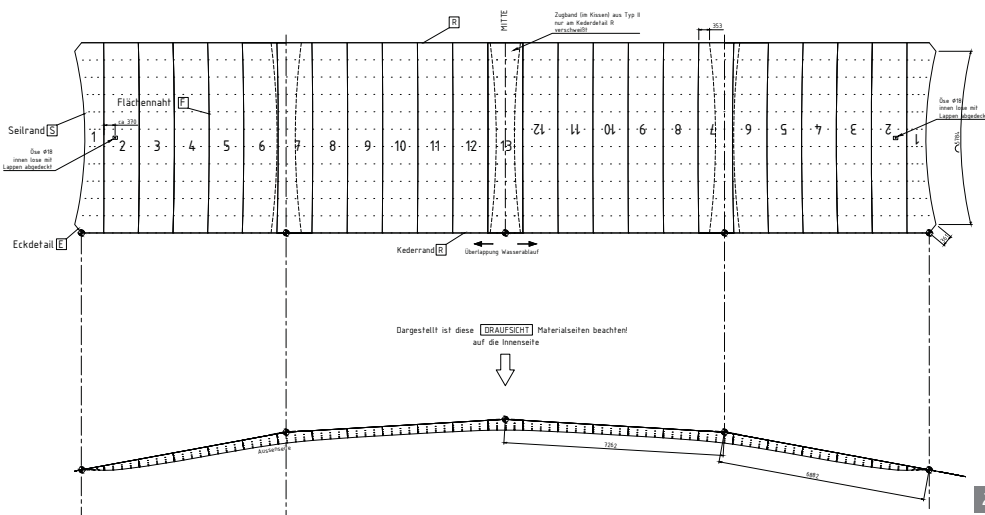 R
MITTE
Zugband (im Kissen) aus Typ II
nur am Kederdetail R
verschweißt
353
Flächennaht F
ca 370
Seilrand S
Öse Ø18
innen lose mit
Lappen abgedeckt
1 2 3 4 5 6 7 8 9 10 11 12 13 12 11 10 9 8 7 6 5 4 3 2 1
Öse Ø18
innen lose mit
Lappen abgedeckt
Eckdetail E
Kederrand R
Überlappung Wasserablauf
Dargestellt ist diese DRAUFSICHT Materialseiten beachten!
auf die Innenseite
Aussenseite
7262
6882